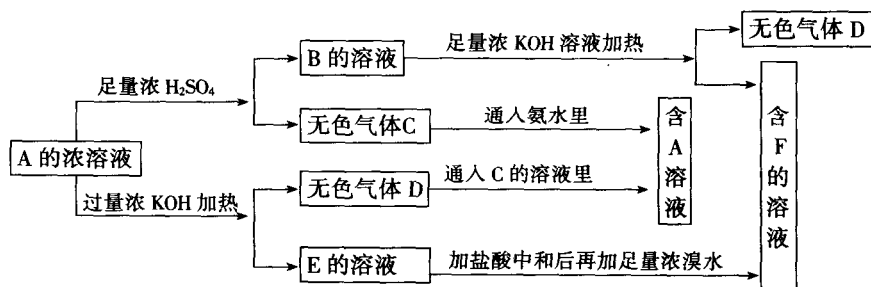 无色气体 D
足量浓 KOH 溶液加热
B 的溶液
足量浓 H₂SO₄
无色气体C
通入氨水里
含A溶液
含F的溶液
A 的浓溶液
过量浓 KOH 加热
无色气体 D
通入 C 的溶液里
E 的溶液
加盐酸中和后再加足量浓溴水